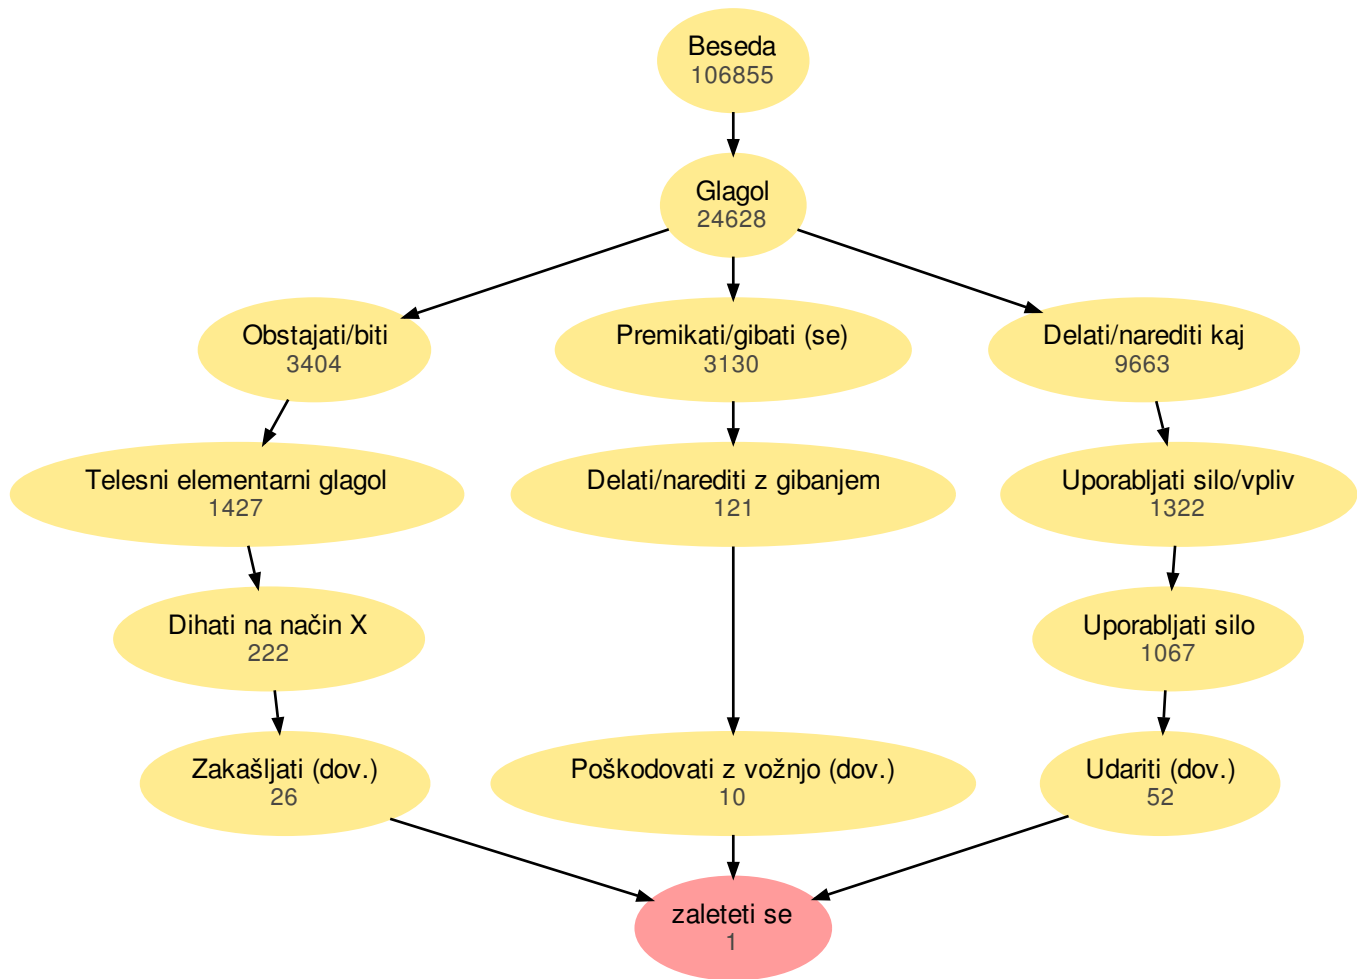 Beseda
106855
Glagol
24628
Obstajati/biti
3404
Premikati/gibati (se)
3130
Delati/narediti kaj
9663
Telesni elementarni glagol
1427
Delati/narediti z gibanjem
121
Uporabljati silo/vpliv
1322
Dihati na način X
222
Uporabljati silo
1067
Zakašljati (dov.)
26
Poškodovati z vožnjo (dov.)
10
Udariti (dov.)
52
zaleteti se
1